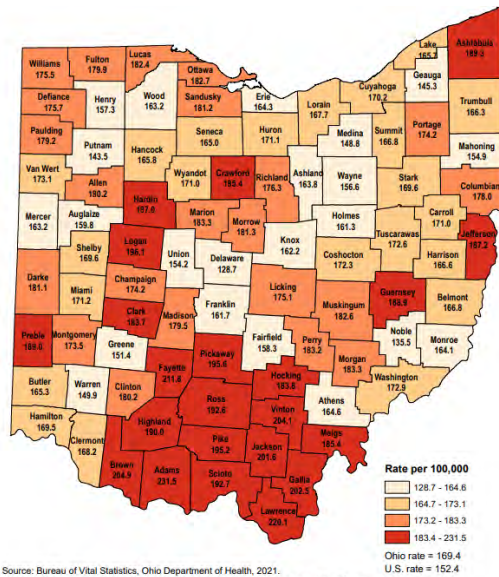 Williams
175.5
Fulton
179.9
Lucas
182.4
Ottawa
182.7
Lake
Ashtabula
Geauga
145.3
Cuyahoga
170.2
Defiance
175.7
Henry
157.3
Wood
163.2
Sandusky
181.2
Erie
164.3
Lorain
167.7
Trumbull
166.3
Paulding
179.2
Putnam
143.5
Hancock
165.8
Seneca
165.0
Huron
171.1
Medina
148.8
Summit
166.8
Portage
174.2
Mahoning
154.9
Van Wert
173.1
Allen
180.2
Wyandot
171.0
Crawford
185.4
Richland
176.3
Ashland
163.8
Wayne
156.6
Stark
169.6
Columbiana
178.0
Mercer
163.2
Auglaize
159.8
Hardin
Marion
183.3
Morrow
181.3
Holmes
161.3
Carroll
171.0
Tuscarawas
172.6
Jefferson
187.2
Shelby
169.6
Logan
196.1
Union
154.2
Delaware
128.7
Knox
162.2
Coshocton
172.3
Harrison
166.6
Darke
181.1
Miami
171.2
Champaign
174.2
Licking
175.1
Muskingum
182.6
Guernsey
Belmont
166.8
Clark
183.7
Madison
179.5
Franklin
161.7
Preble
189.0
Montgomery
173.5
Greene
151.4
Fairfield
158.3
Perry
183.2
Noble
135.5
Monroe
164.1
Morgan
183.3
Pickaway
195.6
Fayette
Butler
165.3
Warren
149.9
Clinton
180.2
Hocking
Washington
172.9
Athens
164.6
Ross
192.6
Vinton
204.1
Hamilton
169.5
Clermont
168.2
Highland
190.0
Pike
195.2
Jackson
201.6
Meigs
185.4
Brown
204.9
Adams
231.5
Scioto
192.7
Gallia
202.5
Lawrence
220.1
Rate per 100,000
128.7 - 164.6
164.7 - 173.1
173.2 - 183.3
183.4 - 231.5
Ohio rate = 169.4
U.S. rate = 152.4
Source: Bureau of Vital Statistics, Ohio Department of Health, 2021.